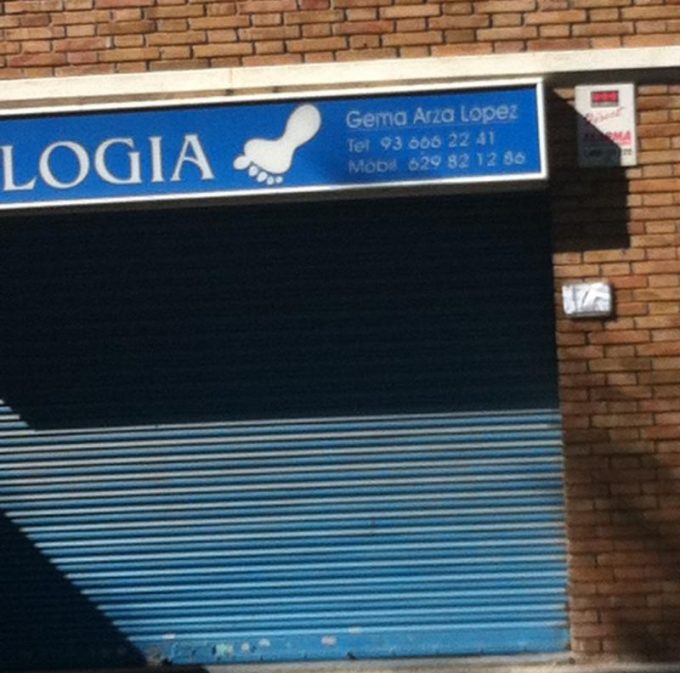 LOGIA
Gema Arza Lopez
Tel 93 666 22 41
Mòbil 629 82 12 86